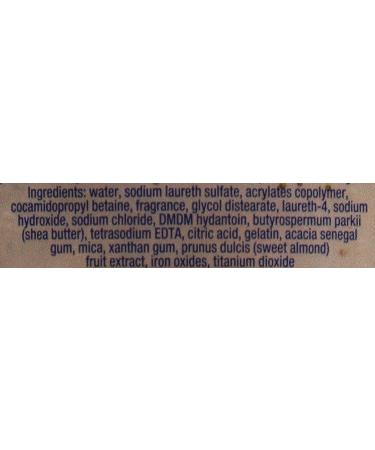 Ingredients: water, sodium laureth sulfate, acrylates copolymer,
cocamidopropyl betaine, fragrance, glycol distearate, laureth-4, sodium
hydroxide, sodium chloride, DMDM hydantoin, butyrospermum parkii
(shea butter), tetrasodium EDTA, citric acid, gelatin, acacia senegal
gum, mica, xanthan gum, prunus dulcis (sweet almond)
fruit extract, iron oxides, titanium dioxide